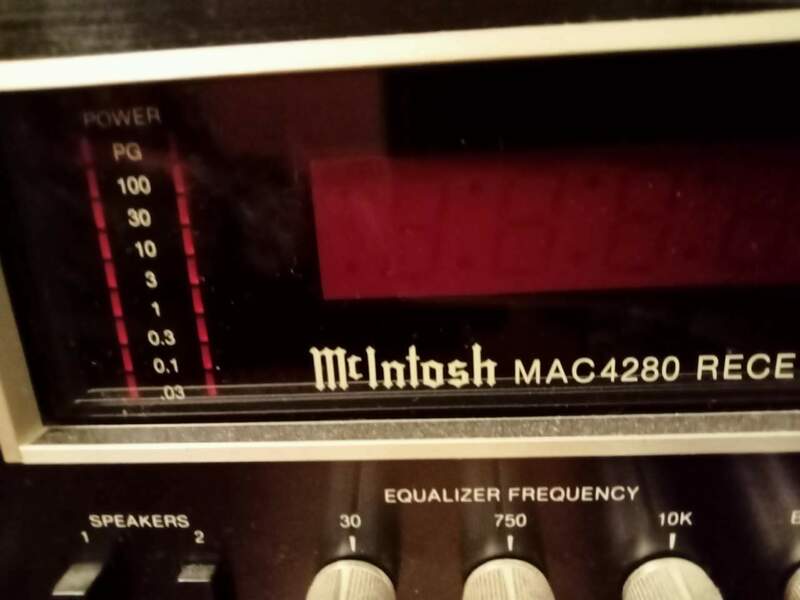 POWER
PG
100
30
10
3
1
0.3
0.1
.03
McIntosh MAC4280 RECE
EQUALIZER FREQUENCY
SPEAKERS
1 2
30 750 10K